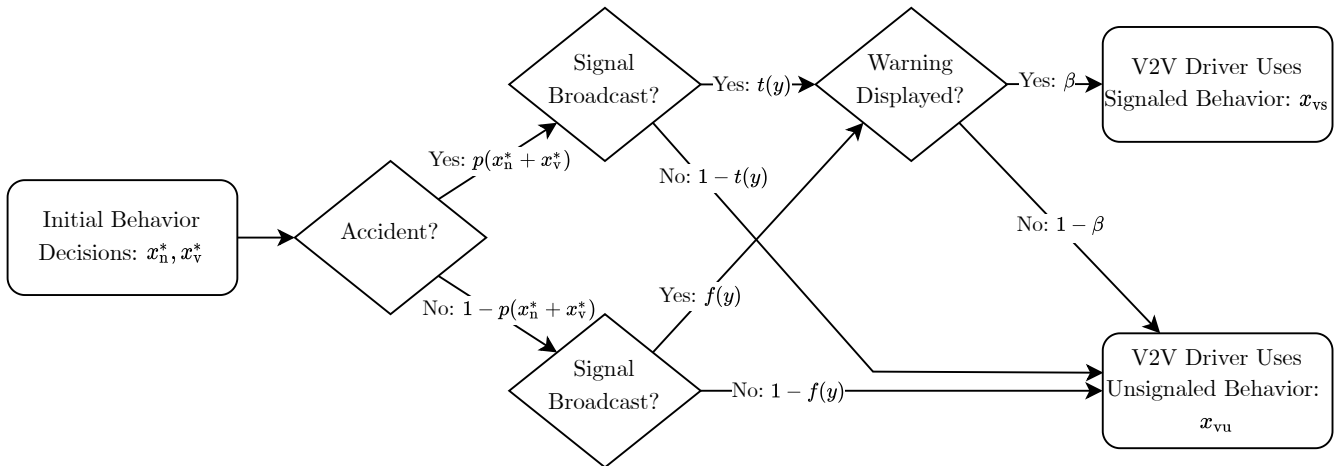 Initial Behavior
Decisions: x*n, x*v
Accident?
Yes: p(x*n + x*v)
No: 1 − p(x*n + x*v)
Signal
Broadcast?
Yes: t(y)
No: 1 − t(y)
Signal
Broadcast?
Yes: f(y)
No: 1 − f(y)
Warning
Displayed?
Yes: β
No: 1 − β
V2V Driver Uses
Signaled Behavior: xvs
V2V Driver Uses
Unsignaled Behavior:
xvu